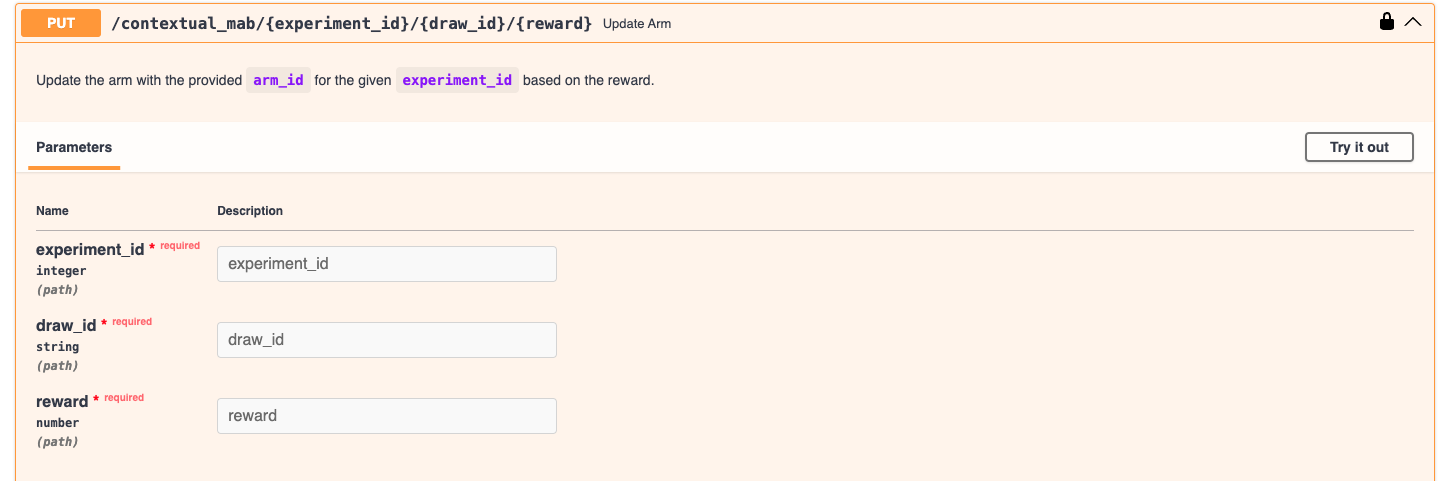 PUT /contextual_mab/{experiment_id}/{draw_id}/{reward} Update Arm
Update the arm with the provided arm_id for the given experiment_id based on the reward.
Parameters Try it out
Name Description
experiment_id * required
experiment_id
integer
(path)
draw_id * required
draw_id
string
(path)
reward * required
reward
number
(path)